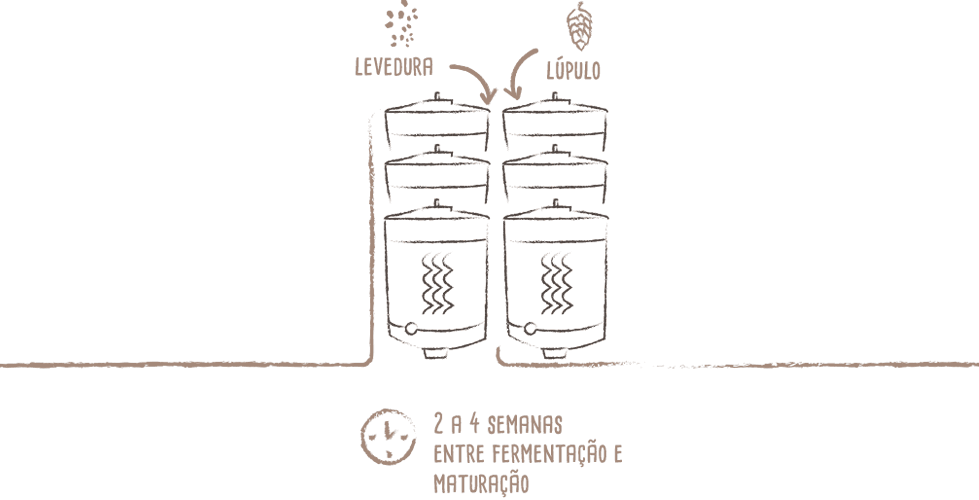 LEVEDURA
LÚPULO
2 A 4 SEMANAS
ENTRE FERMENTAÇÃO E
MATURAÇÃO